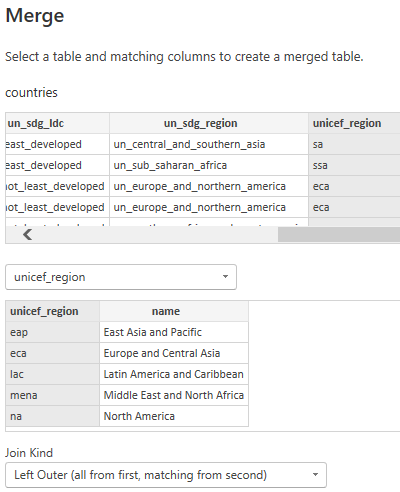 Merge
Select a table and matching columns to create a merged table.
countries
un_sdg_ldc un_sdg_region unicef_region
east_developed un_central_and_southern_asia sa
east_developed un_sub_saharan_africa ssa
not_least_developed un_europe_and_northern_america eca
not_least_developed un_europe_and_northern_america eca
unicef_region
unicef_region name
eap East Asia and Pacific
eca Europe and Central Asia
lac Latin America and Caribbean
mena Middle East and North Africa
na North America
Join Kind
Left Outer (all from first, matching from second)